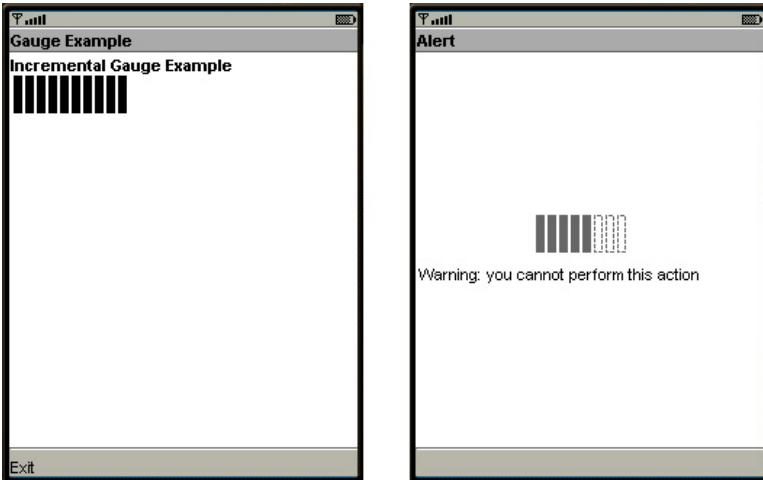 Gauge Example
Incremental Gauge Example
Exit
Alert
Warning: you cannot perform this action